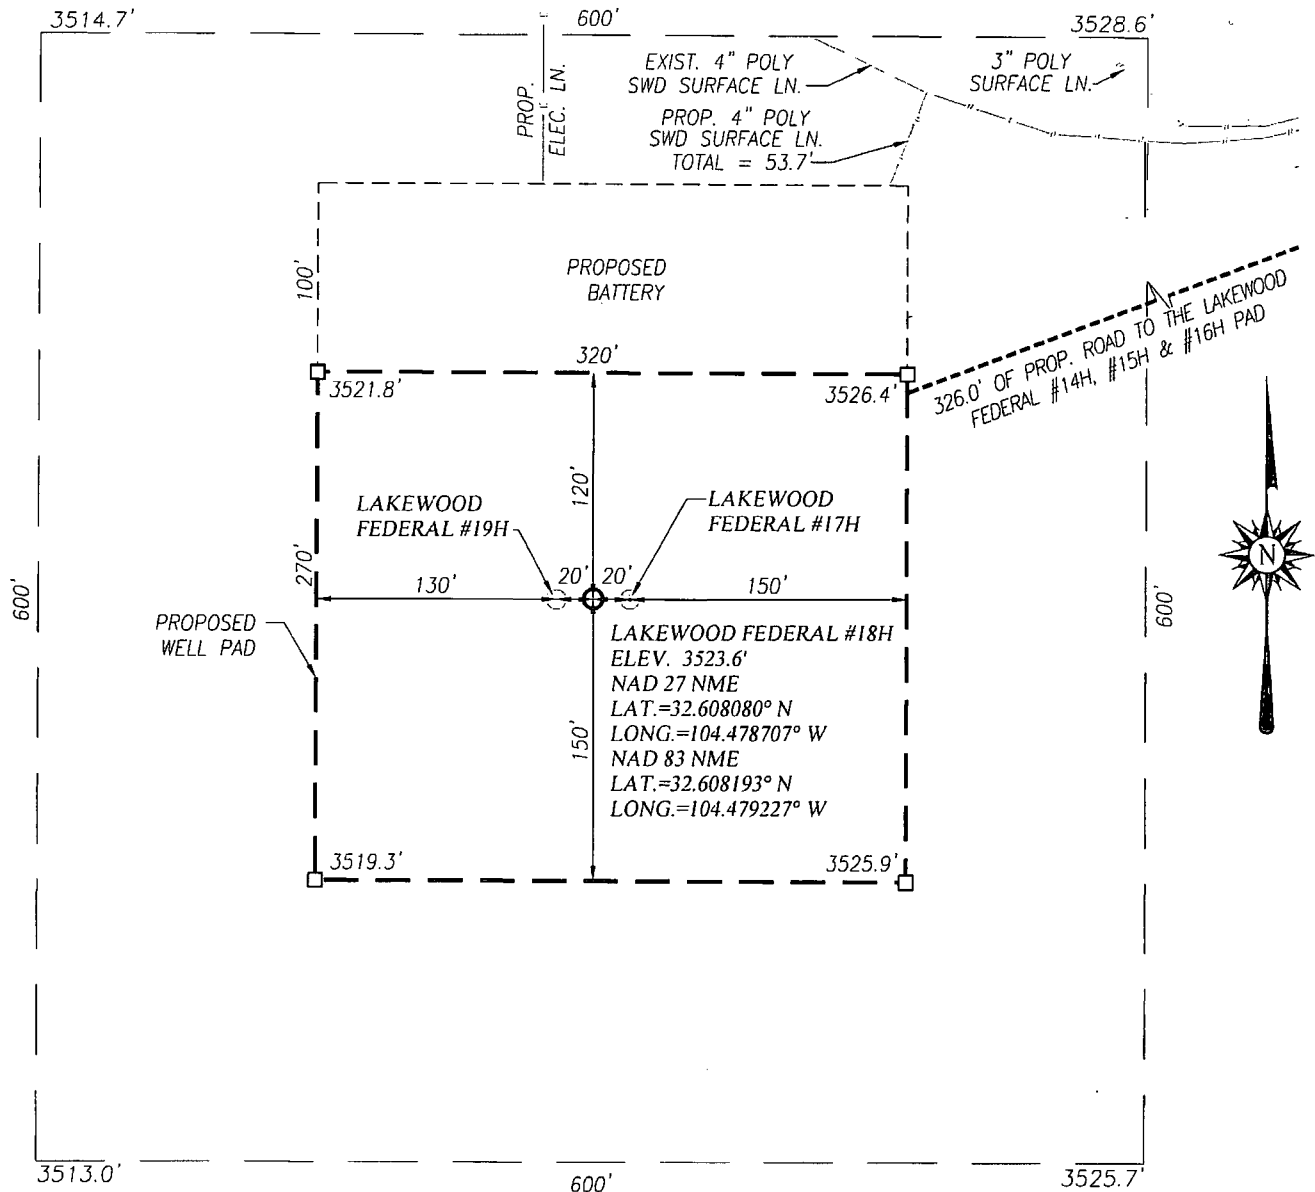 3514.7'
600'
3528.6'
PROP.
ELEC. LN.
EXIST. 4" POLY
SWD SURFACE LN.
3" POLY
SURFACE LN.
PROP. 4" POLY
SWD SURFACE LN.
TOTAL = 53.7'
PROPOSED
BATTERY
100'
320'
3521.8'
3526.4'
326.0' OF PROP. ROAD TO THE LAKEWOOD
FEDERAL #14H, #15H & #16H PAD
120'
LAKEWOOD
FEDERAL #19H
LAKEWOOD
FEDERAL #17H
N
270'
130'
20'
20'
150'
600'
600'
PROPOSED
WELL PAD
LAKEWOOD FEDERAL #18H
ELEV. 3523.6'
NAD 27 NME
LAT.=32.608080° N
LONG.=104.478707° W
NAD 83 NME
LAT.=32.608193° N
LONG.=104.479227° W
150'
3519.3'
3525.9'
3513.0'
600'
3525.7'